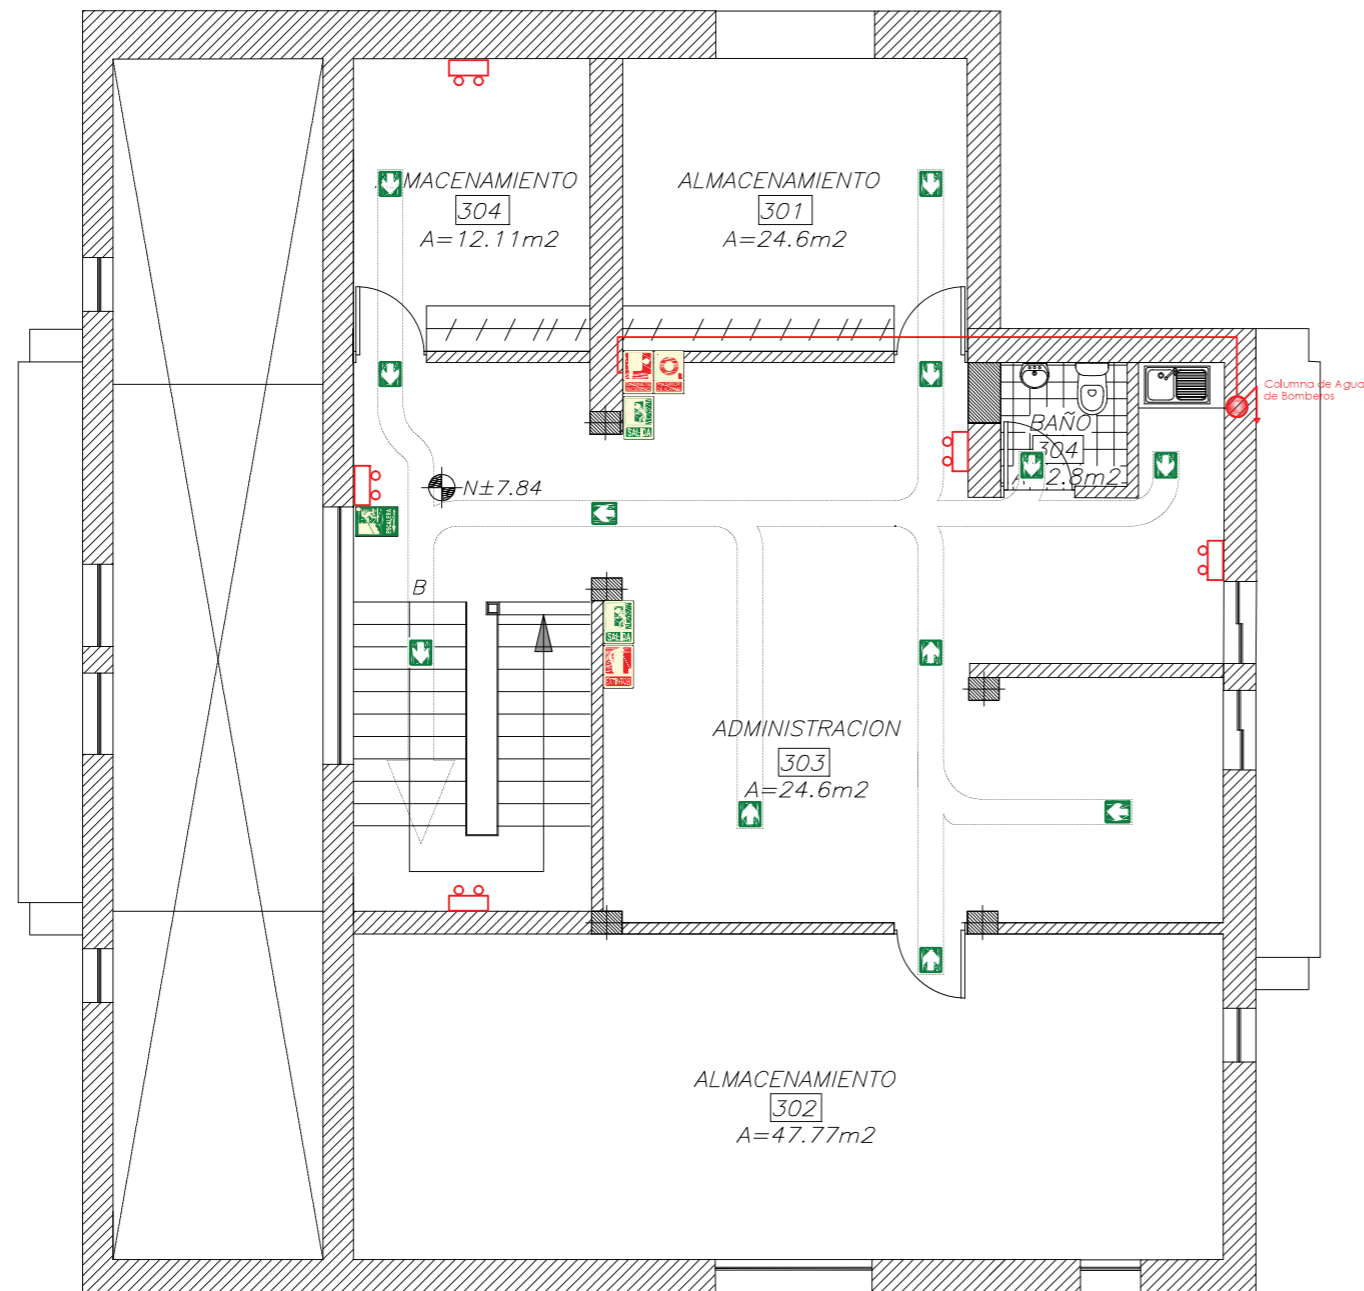 MACENAMIENTO
304
A=12.11m2
ALMACENAMIENTO
301
A=24.6m2
Columna de Agua
de Bomberos
BAÑO
304
2.8m2
N±7.84
ESCALERA
B
ADMINISTRACION
303
A=24.6m2
ALMACENAMIENTO
302
A=47.77m2